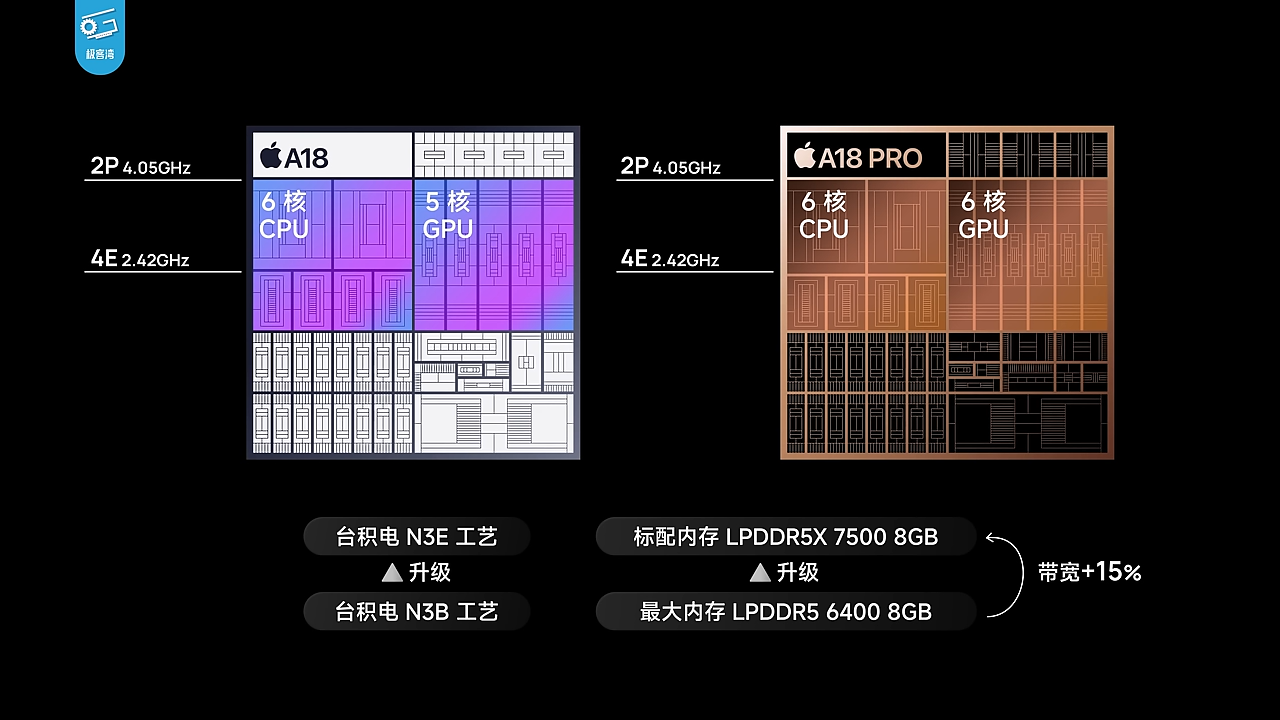 极客湾
A18
2P 4.05GHz
6 核
CPU
5 核
GPU
4E 2.42GHz
A18 PRO
2P 4.05GHz
6 核
CPU
6 核
GPU
4E 2.42GHz
台积电 N3E 工艺
升级
台积电 N3B 工艺
标配内存 LPDDR5X 7500 8GB
升级
最大内存 LPDDR5 6400 8GB
带宽+15%